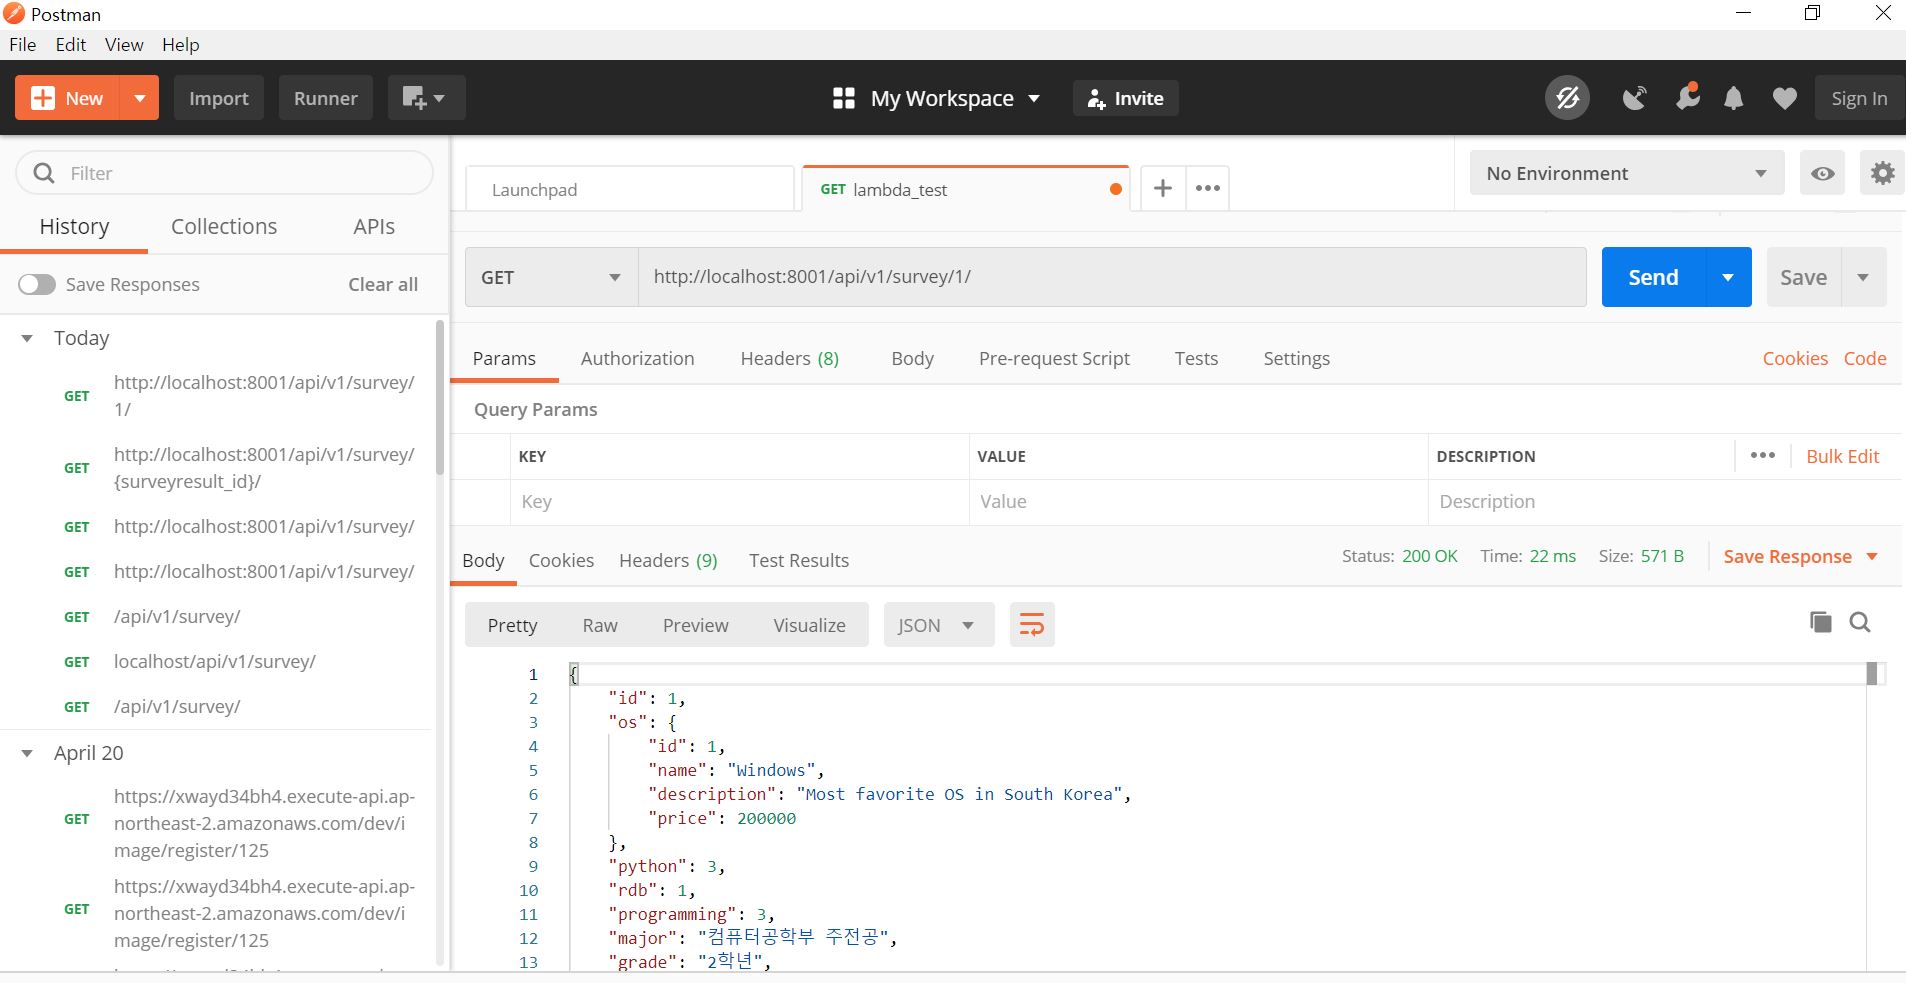 Postman
File Edit View Help
New Import Runner My Workspace Invite Sign In
Filter
History Collections APIs
Save Responses Clear all
Today
GET http://localhost:8001/api/v1/survey/
1/
GET http://localhost:8001/api/v1/survey/
{surveyresult_id}/
GET http://localhost:8001/api/v1/survey/
GET http://localhost:8001/api/v1/survey/
GET /api/v1/survey/
GET localhost/api/v1/survey/
GET /api/v1/survey/
April 20
GET https://xwayd34bh4.execute-api.ap-
northeast-2.amazonaws.com/dev/i
mage/register/125
GET https://xwayd34bh4.execute-api.ap-
northeast-2.amazonaws.com/dev/i
mage/register/125
Launchpad GET lambda_test No Environment
GET http://localhost:8001/api/v1/survey/1/ Send Save
Params Authorization Headers (8) Body Pre-request Script Tests Settings Cookies Code
Query Params
KEY VALUE DESCRIPTION Bulk Edit
Key Value Description
Body Cookies Headers (9) Test Results Status: 200 OK Time: 22 ms Size: 571 B Save Response
Pretty Raw Preview Visualize JSON
1 {
2 "id": 1,
3 "os": {
4 "id": 1,
5 "name": "Windows",
6 "description": "Most favorite OS in South Korea",
7 "price": 200000
8 },
9 "python": 3,
10 "rdb": 1,
11 "programming": 3,
12 "major": "컴퓨터공학부 주전공",
13 "grade": "2학년",